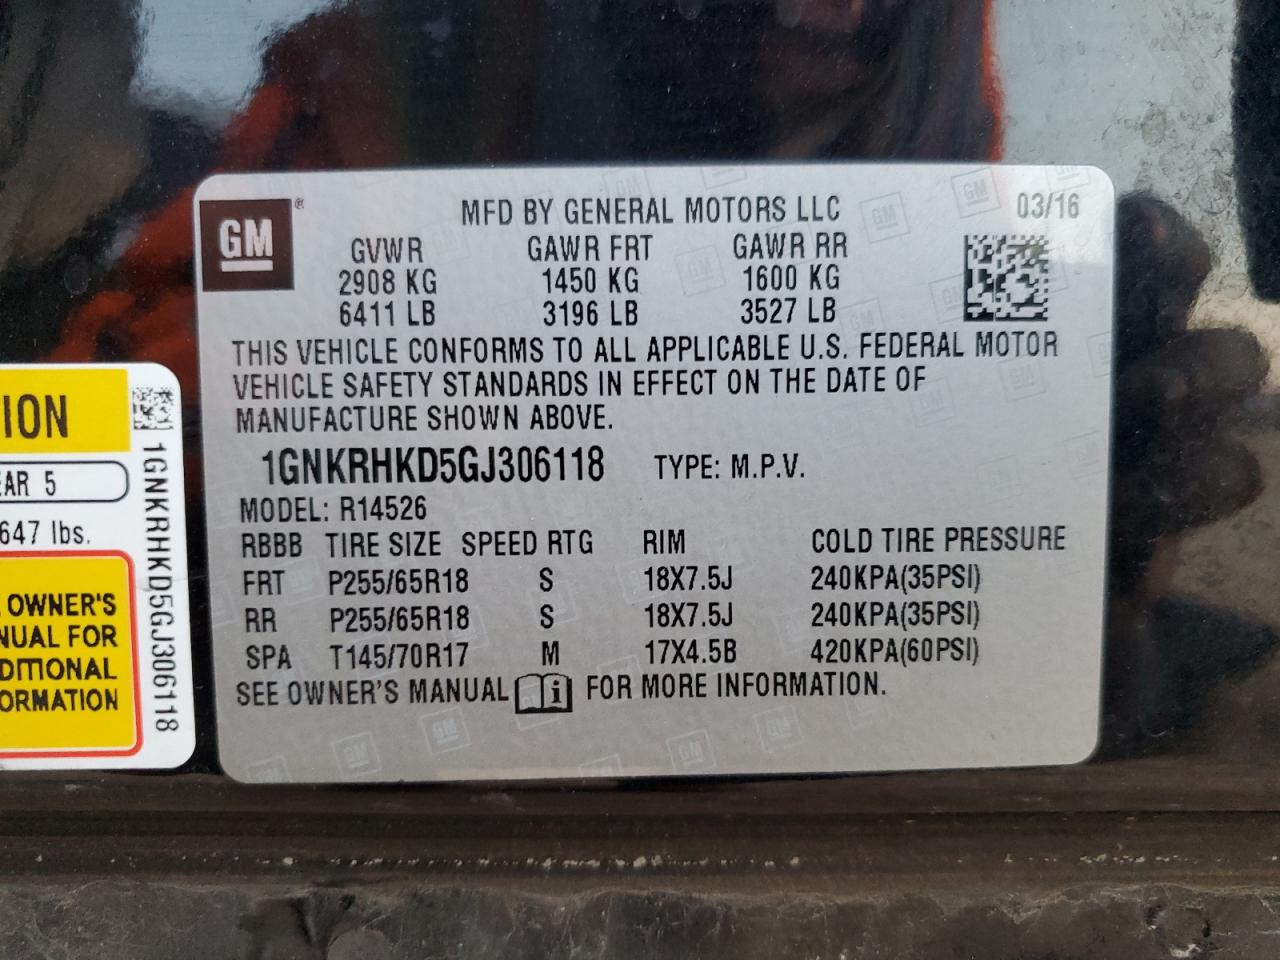 GM®
MFD BY GENERAL MOTORS LLC 03/16
GVWR GAWR FRT GAWR RR
2908 KG 1450 KG 1600 KG
6411 LB 3196 LB 3527 LB
THIS VEHICLE CONFORMS TO ALL APPLICABLE U.S. FEDERAL MOTOR
VEHICLE SAFETY STANDARDS IN EFFECT ON THE DATE OF
MANUFACTURE SHOWN ABOVE.
1GNKRHKD5GJ306118 TYPE: M.P.V.
MODEL: R14526
RBBB TIRE SIZE SPEED RTG RIM COLD TIRE PRESSURE
FRT P255/65R18 S 18X7.5J 240KPA(35PSI)
RR P255/65R18 S 18X7.5J 240KPA(35PSI)
SPA T145/70R17 M 17X4.5B 420KPA(60PSI)
SEE OWNER'S MANUAL i FOR MORE INFORMATION.
ION
EAR 5
647 lbs.
OWNER'S
NUAL FOR
DITIONAL
ORMATION
1GNKRHKD5GJ306118